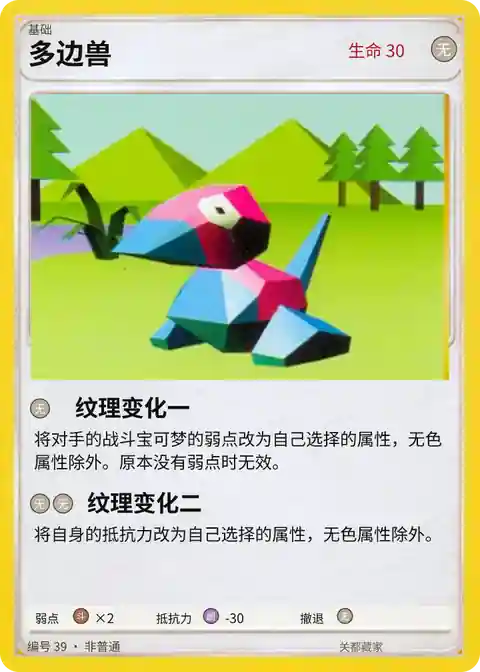 基础
多边兽
生命 30
无
无
纹理变化一
将对手的战斗宝可梦的弱点改为自己选择的属性，无色
属性除外。原本没有弱点时无效。
无 无
纹理变化二
将自身的抵抗力改为自己选择的属性，无色属性除外。
弱点 斗 ×2 抵抗力 超 -30 撤退 无
编号 39 · 非普通
关都藏家